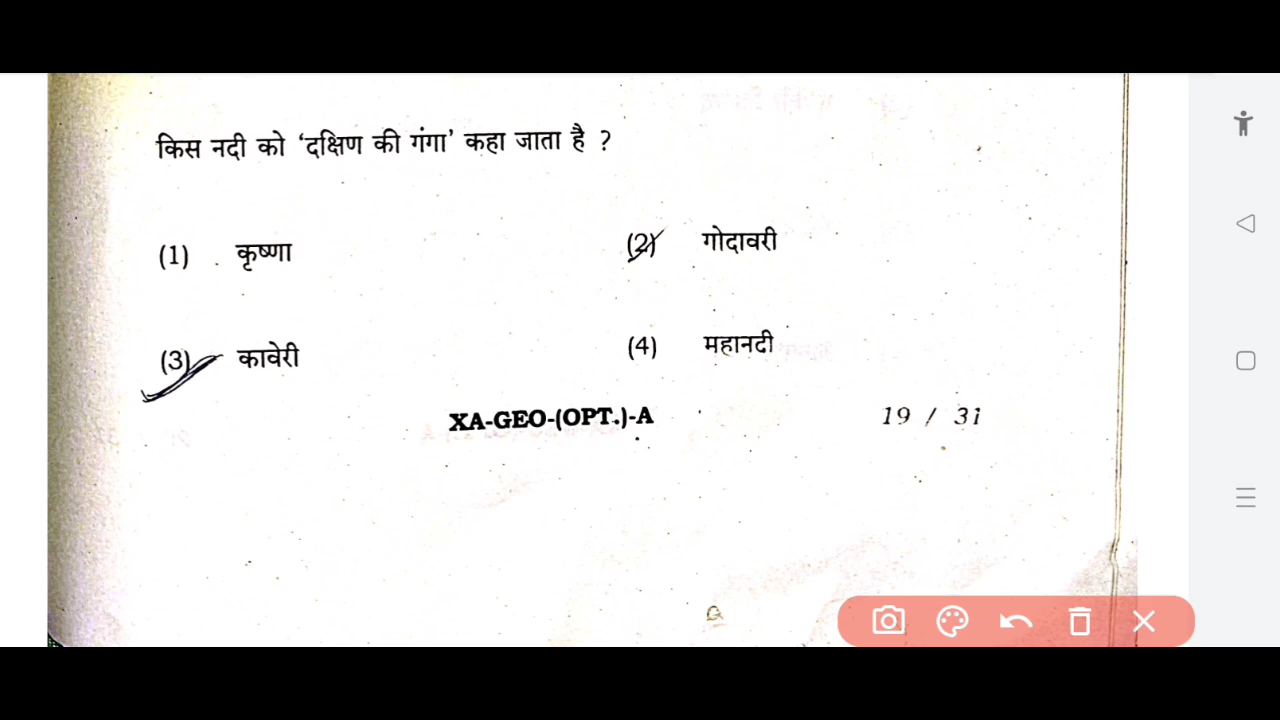 किस नदी को ‘दक्षिण की गंगा’ कहा जाता है ?
(1) कृष्णा
(2) गोदावरी
(3) कावेरी
(4) महानदी
XA-GEO-(OPT.)-A 19 / 31